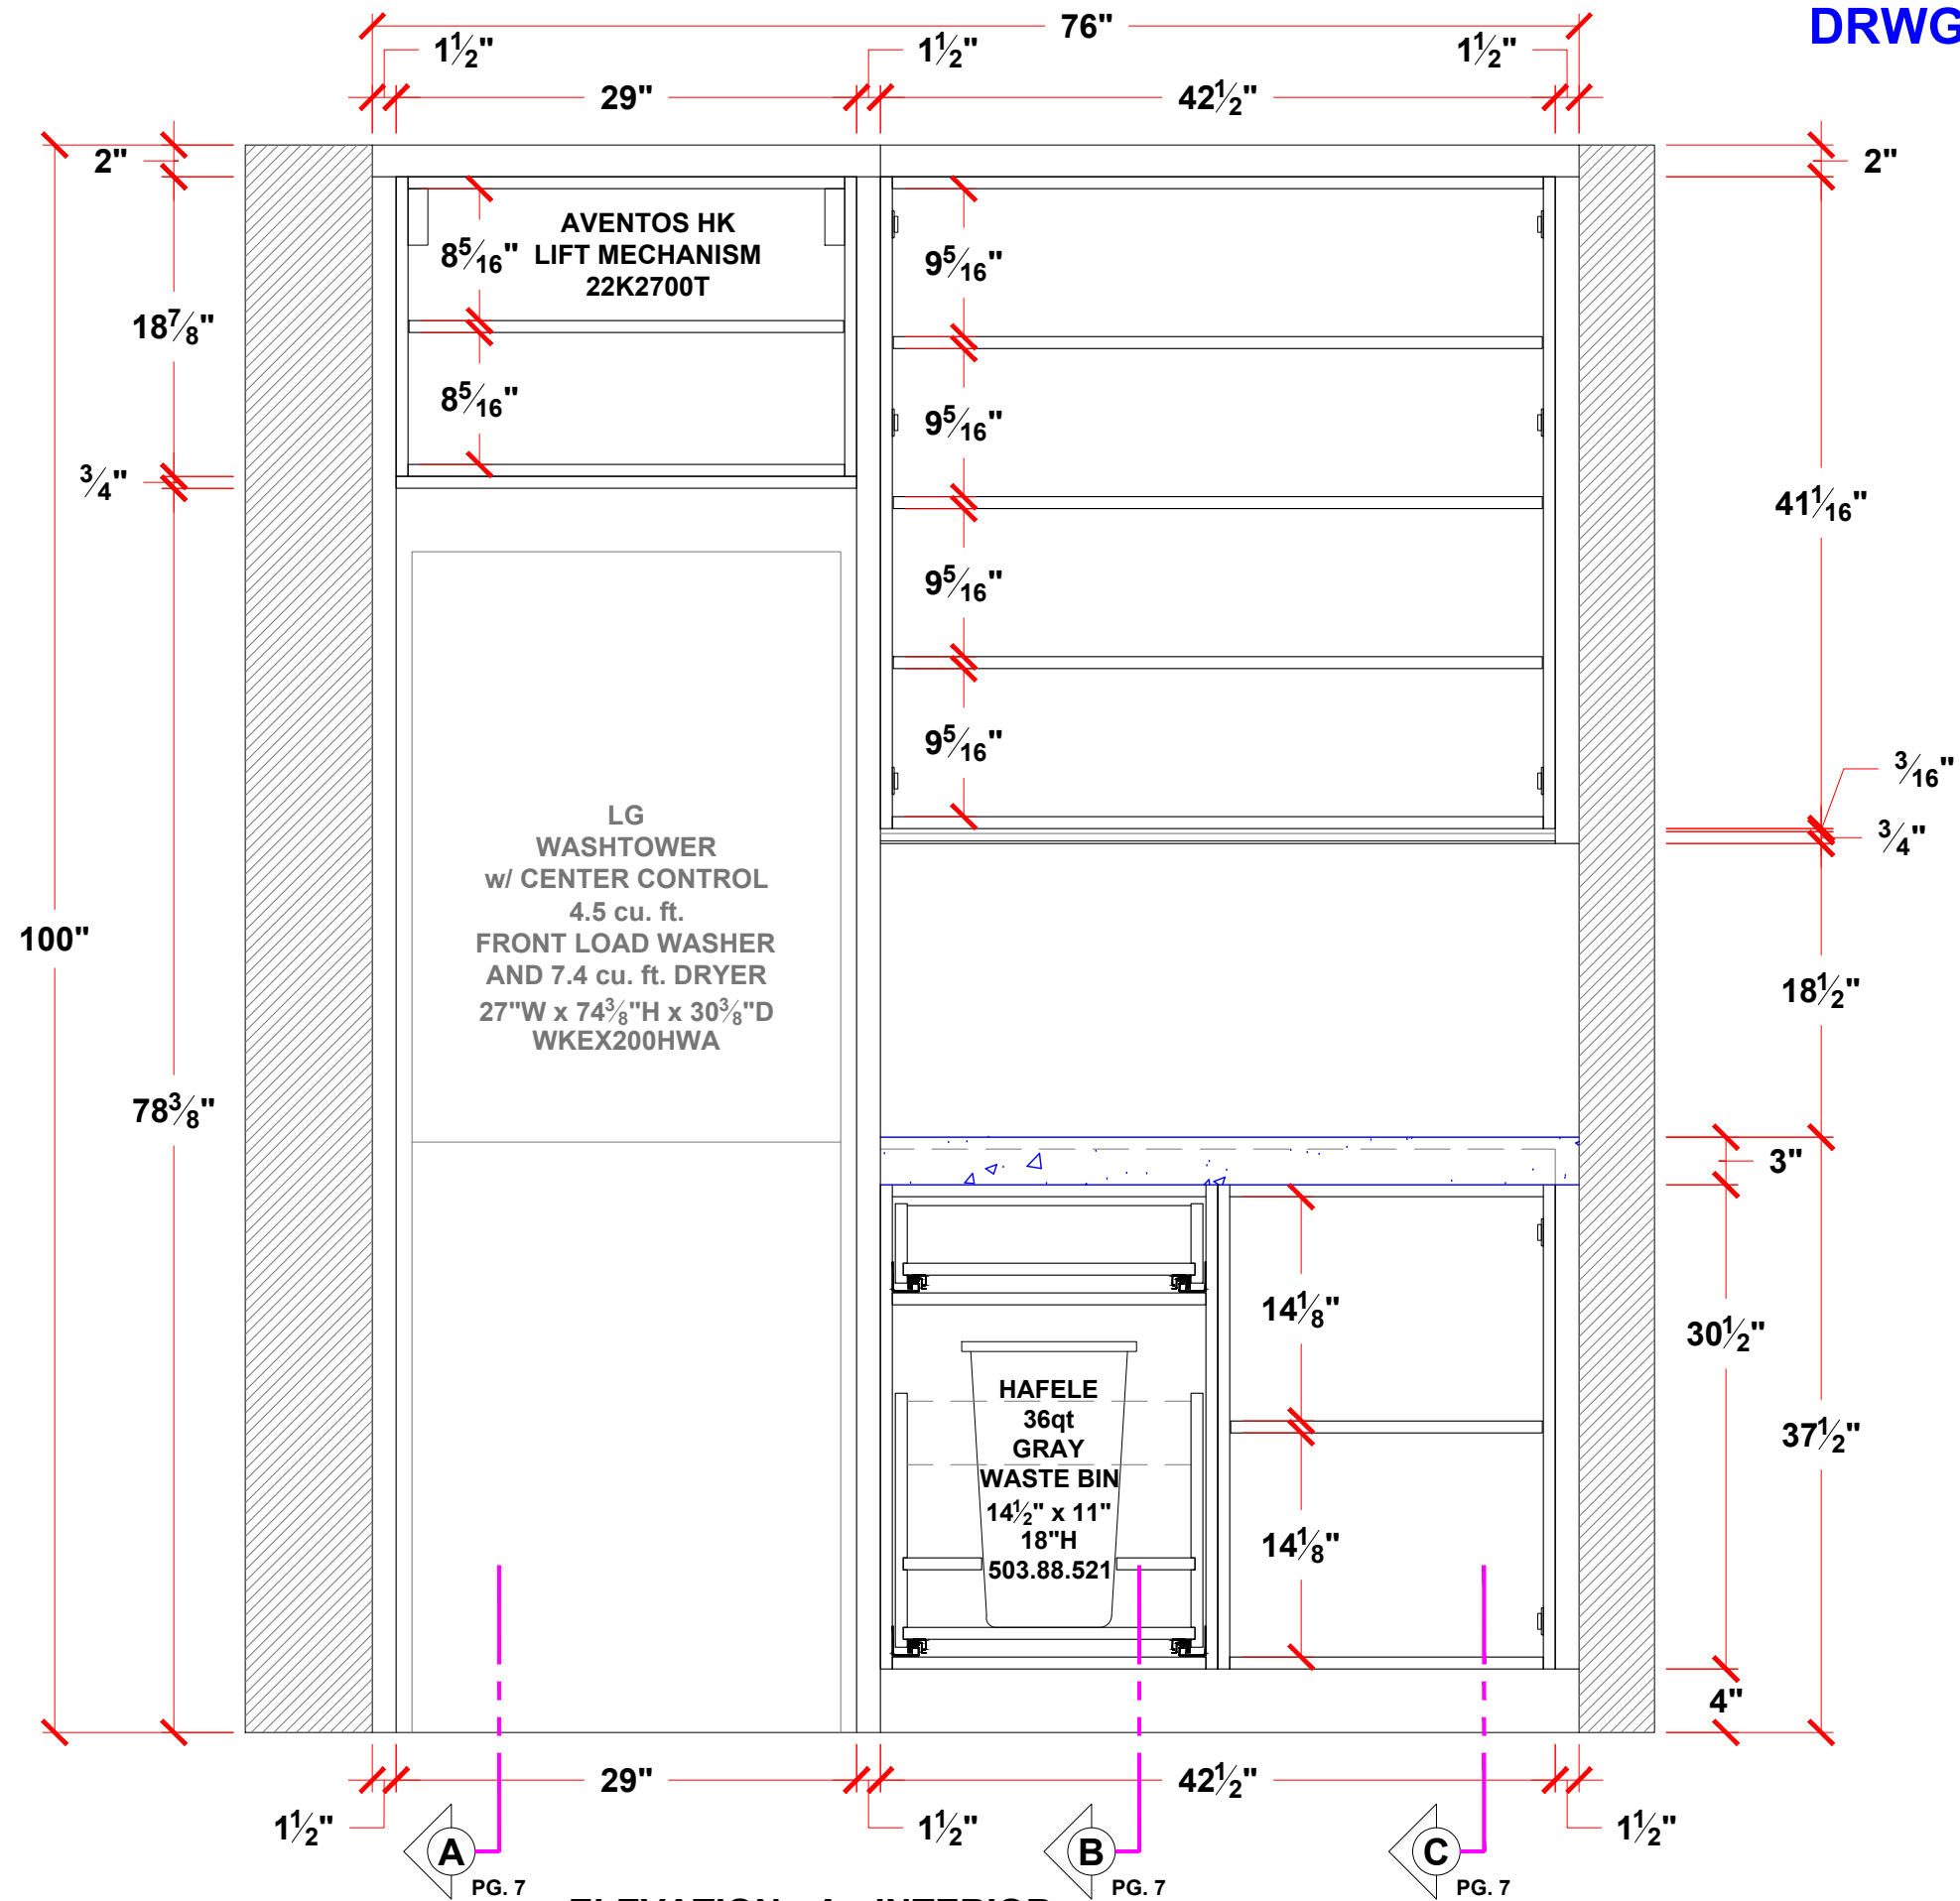 76"
DRWG
1½" 1½" 1½"
29" 42½"
2" 2"
AVENTOS HK
LIFT MECHANISM
22K2700T
8⁵⁄₁₆" 9⁵⁄₁₆"
18⅞"
8⁵⁄₁₆" 9⁵⁄₁₆"
¾" 41¹⁄₁₆"
9⁵⁄₁₆"
9⁵⁄₁₆"
³⁄₁₆"
¾"
LG
WASHTOWER
w/ CENTER CONTROL
4.5 cu. ft.
FRONT LOAD WASHER
AND 7.4 cu. ft. DRYER
27"W x 74⅜"H x 30⅜"D
WKEX200HWA
100"
18½"
78⅜"
3"
14⅛"
30½"
HAFELE
36qt
GRAY
WASTE BIN
14½" x 11"
18"H
503.88.521
37½"
14⅛"
4"
29" 42½"
1½" 1½" 1½"
A B C
PG. 7 PG. 7 PG. 7
ELEVATION - A - INTERIOR